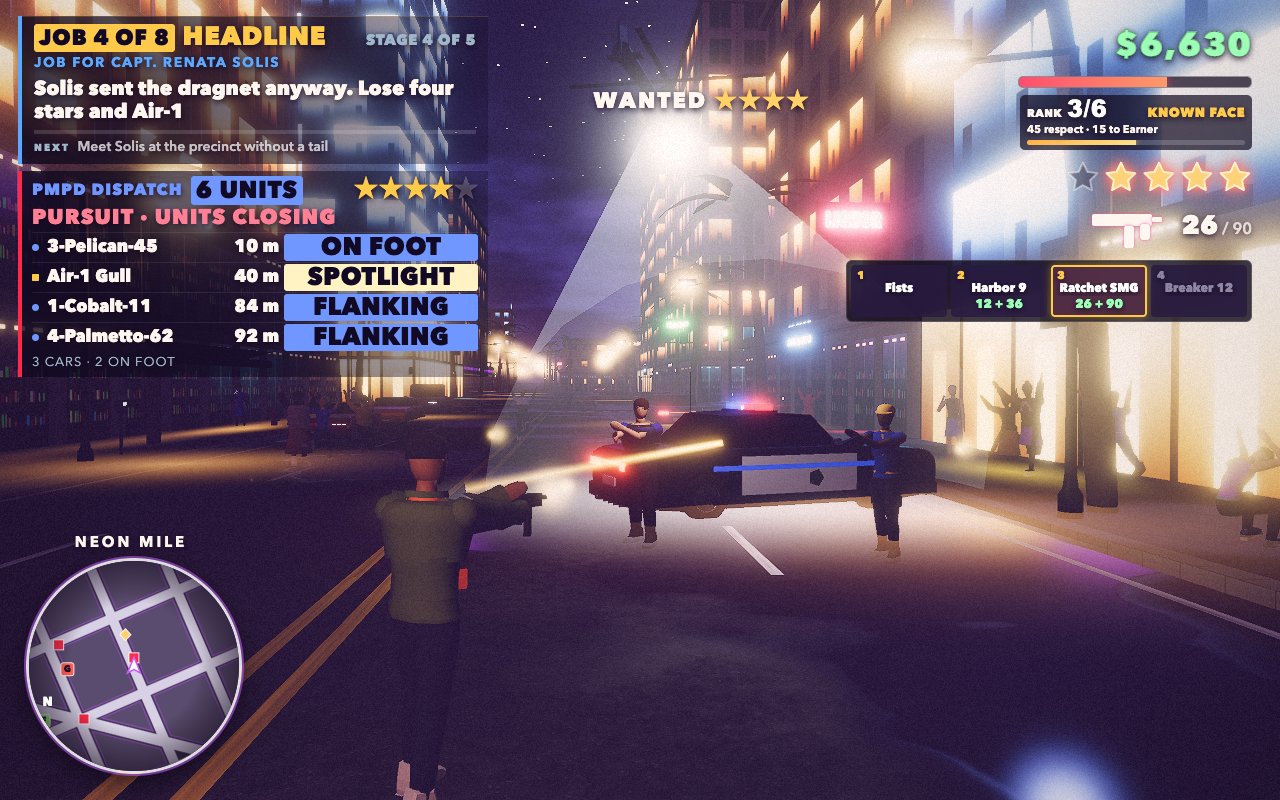 JOB 4 OF 8 HEADLINE STAGE 4 OF 5
JOB FOR CAPT. RENATA SOLIS
Solis sent the dragnet anyway. Lose four
stars and Air-1
NEXT Meet Solis at the precinct without a tail
PMPD DISPATCH 6 UNITS
PURSUIT · UNITS CLOSING
3-Pelican-45 10 m ON FOOT
Air-1 Gull 40 m SPOTLIGHT
1-Cobalt-11 84 m FLANKING
4-Palmetto-62 92 m FLANKING
3 CARS · 2 ON FOOT
WANTED
$6,630
RANK 3/6 KNOWN FACE
45 respect · 15 to Earner
26 / 90
1 Fists
2 Harbor 9
12 + 36
3 Ratchet SMG
26 + 90
4 Breaker 12
NEON MILE
G
N